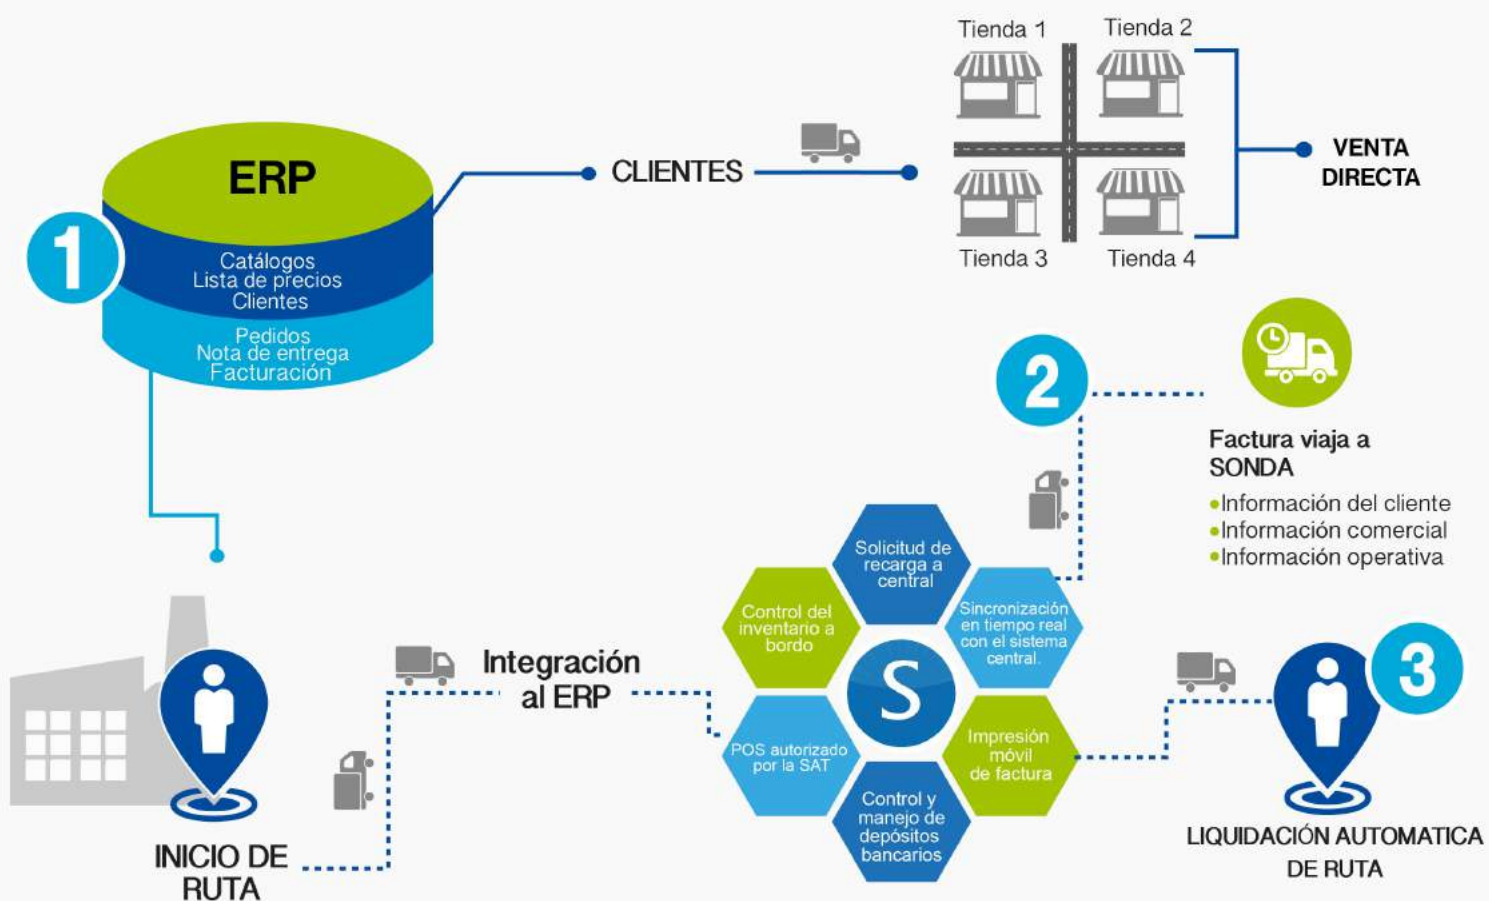 Tienda 1
Tienda 2
ERP
1
Catálogos
Lista de precios
Clientes
Pedidos
Nota de entrega
Facturación
CLIENTES
Tienda 3
Tienda 4
VENTA
DIRECTA
2
Factura viaja a
SONDA
•Información del cliente
•Información comercial
•Información operativa
INICIO DE
RUTA
Integración
al ERP
Solicitud de
recarga a
central
Control del
inventario a
bordo
Sincronización
en tiempo real
con el sistema
central.
S
POS autorizado
por la SAT
Impresión
móvil
de factura
Control y
manejo de
depósitos
bancarios
3
LIQUIDACIÓN AUTOMATICA
DE RUTA